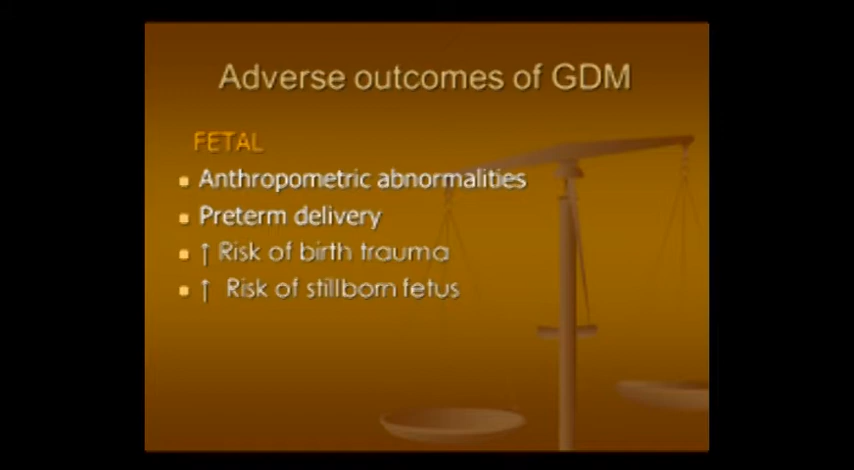 Adverse outcomes of GDM
FETAL
Anthropometric abnormalities
Preterm delivery
↑ Risk of birth trauma
↑ Risk of stillborn fetus